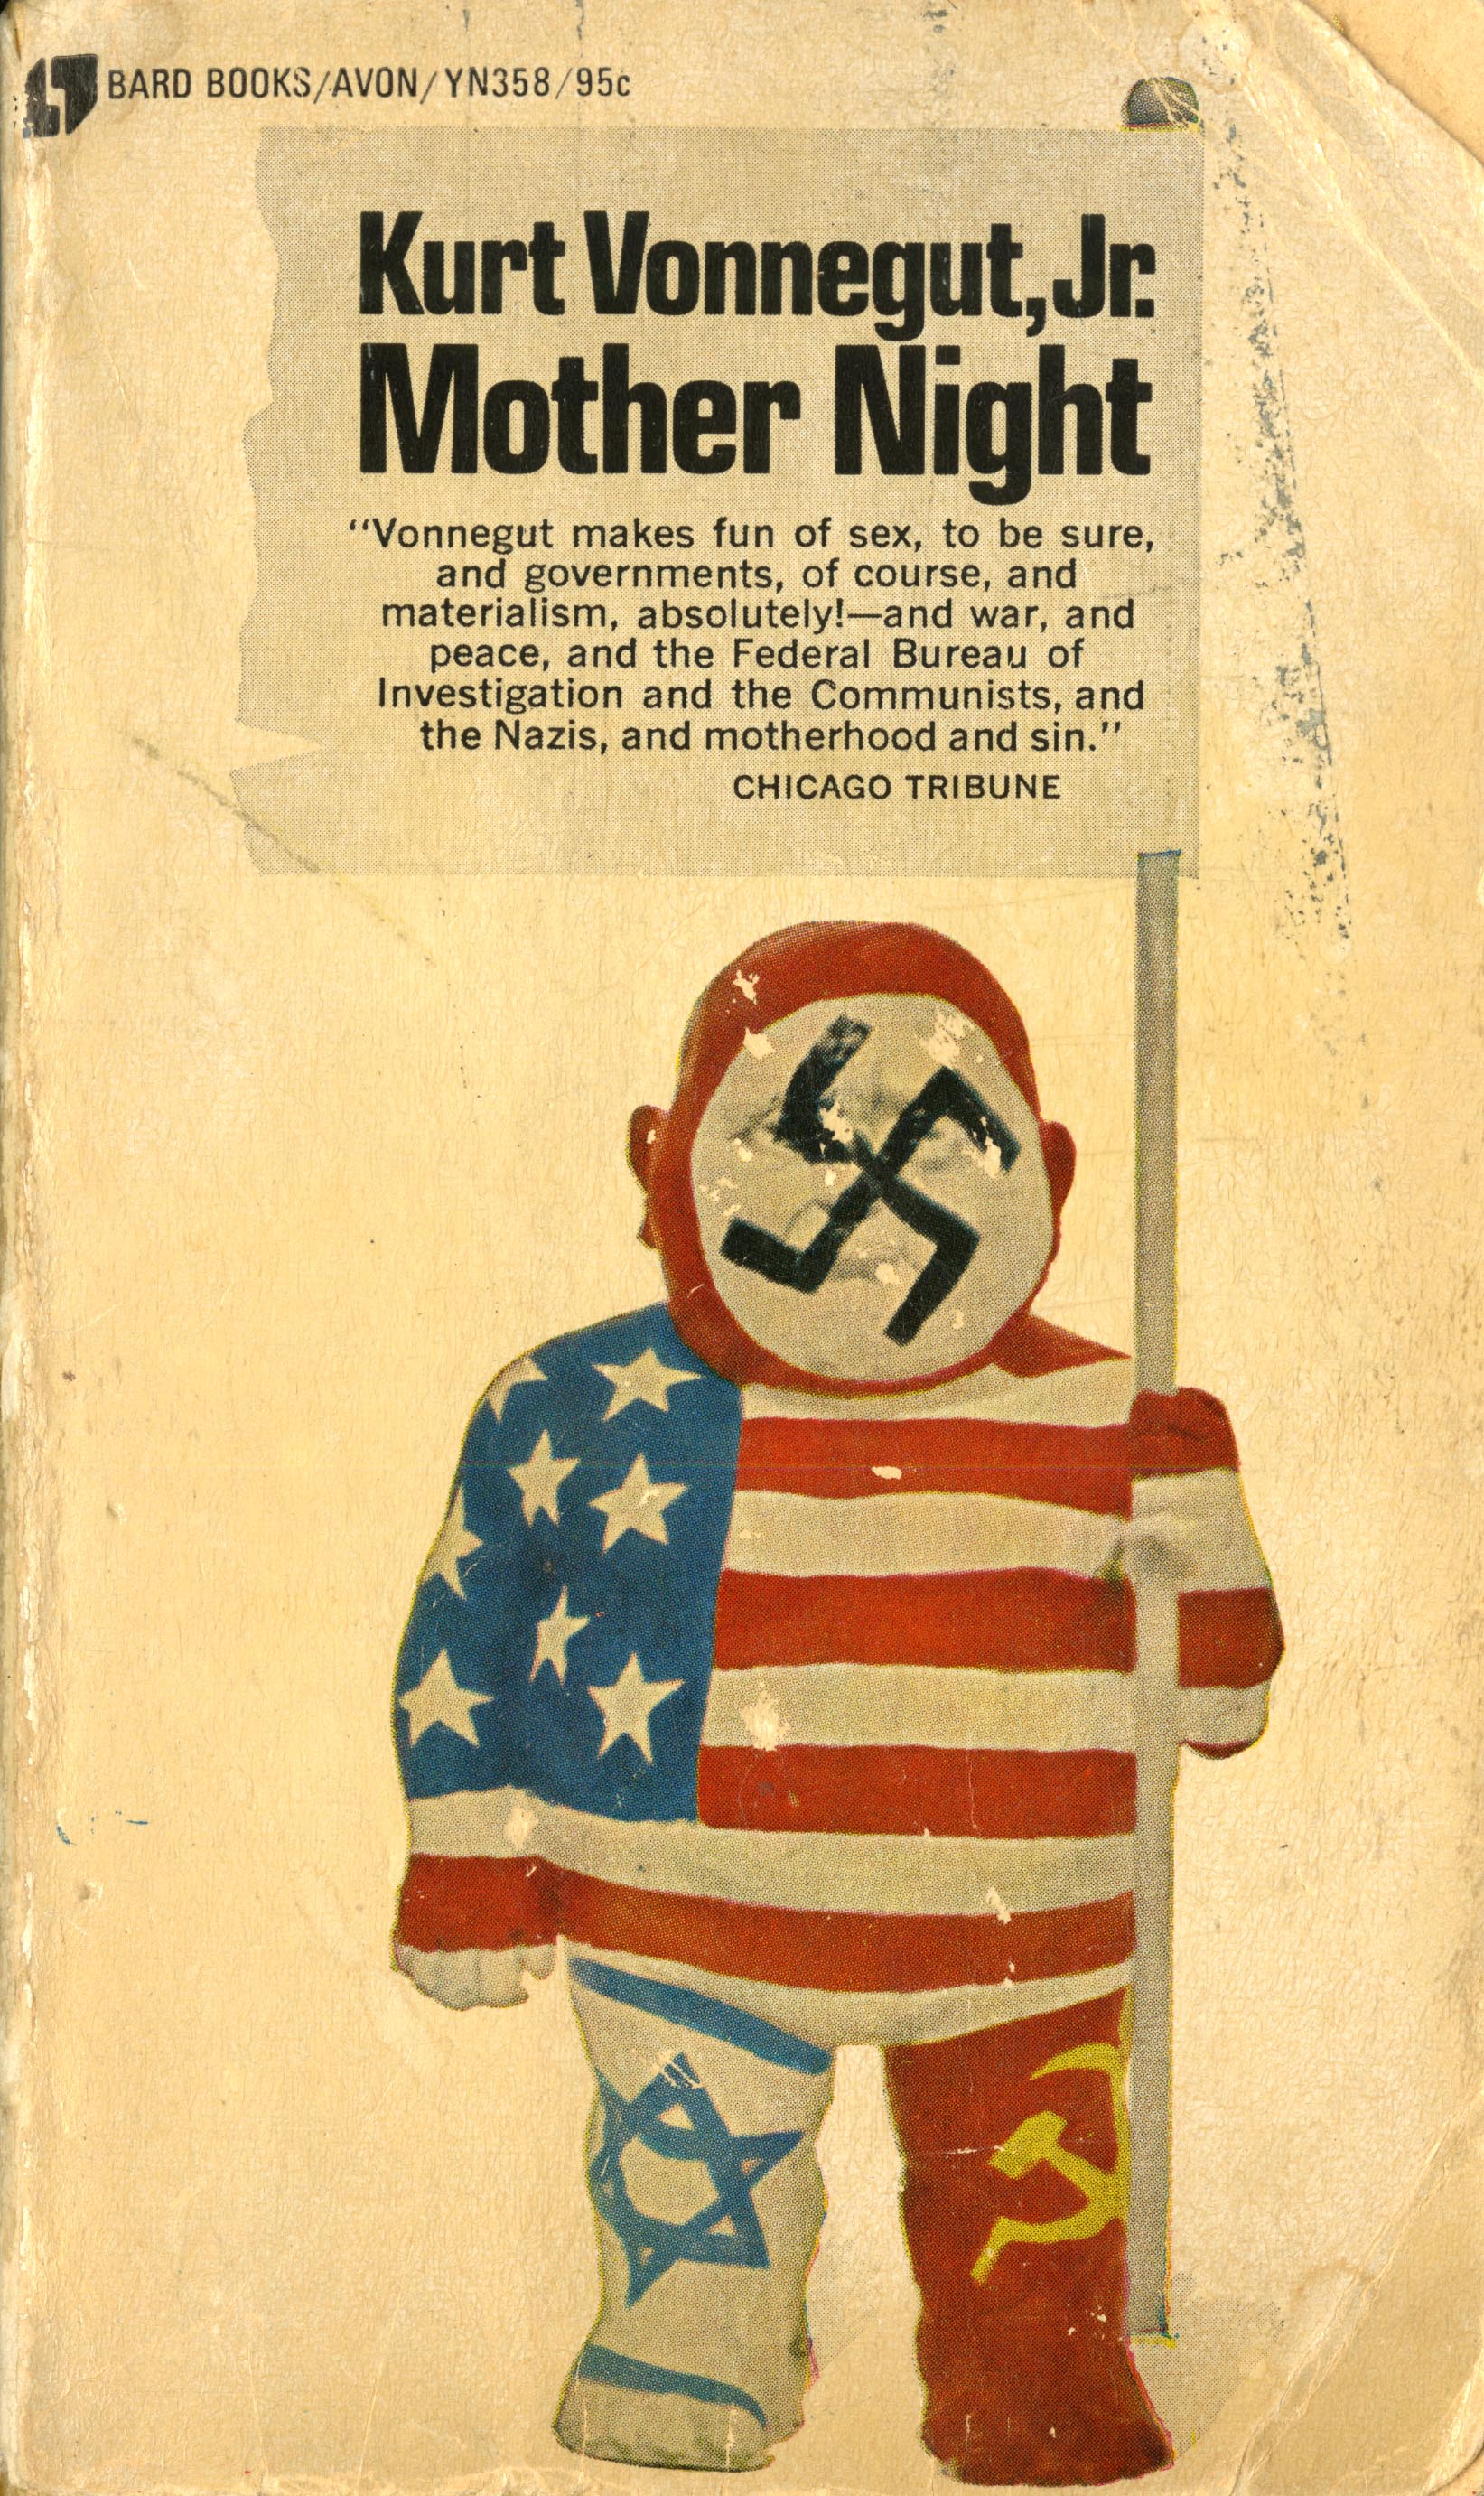 BARD BOOKS/AVON/YN358/95c
Kurt Vonnegut, Jr.
Mother Night
“Vonnegut makes fun of sex, to be sure,
and governments, of course, and
materialism, absolutely!—and war, and
peace, and the Federal Bureau of
Investigation and the Communists, and
the Nazis, and motherhood and sin.”
CHICAGO TRIBUNE